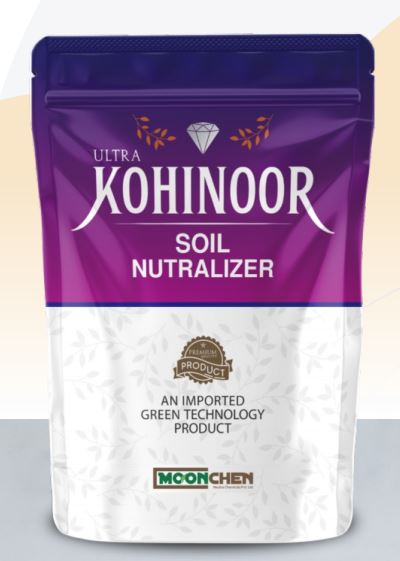 ULTRA
KOHINOOR
SOIL
NUTRALIZER
PREMIUM
PRODUCT
AN IMPORTED
GREEN TECHNOLOGY
PRODUCT
MOONCHEN